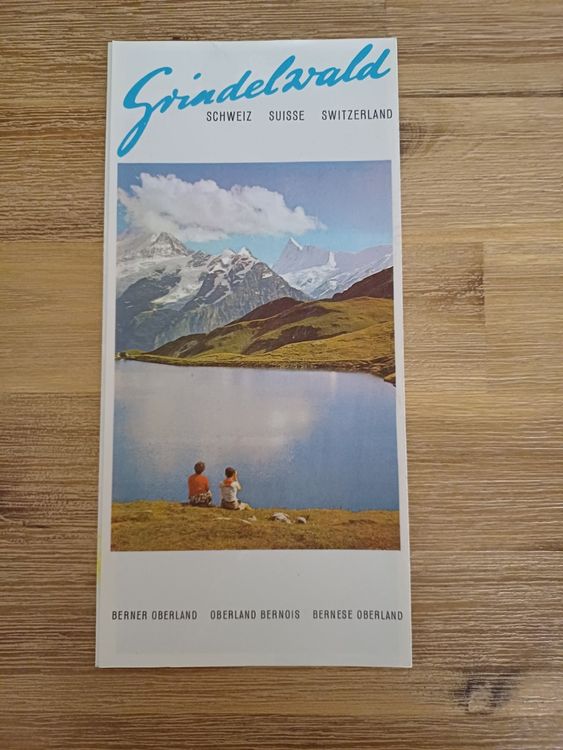 Grindelwald
SCHWEIZ SUISSE SWITZERLAND
BERNER OBERLAND OBERLAND BERNOIS BERNESE OBERLAND